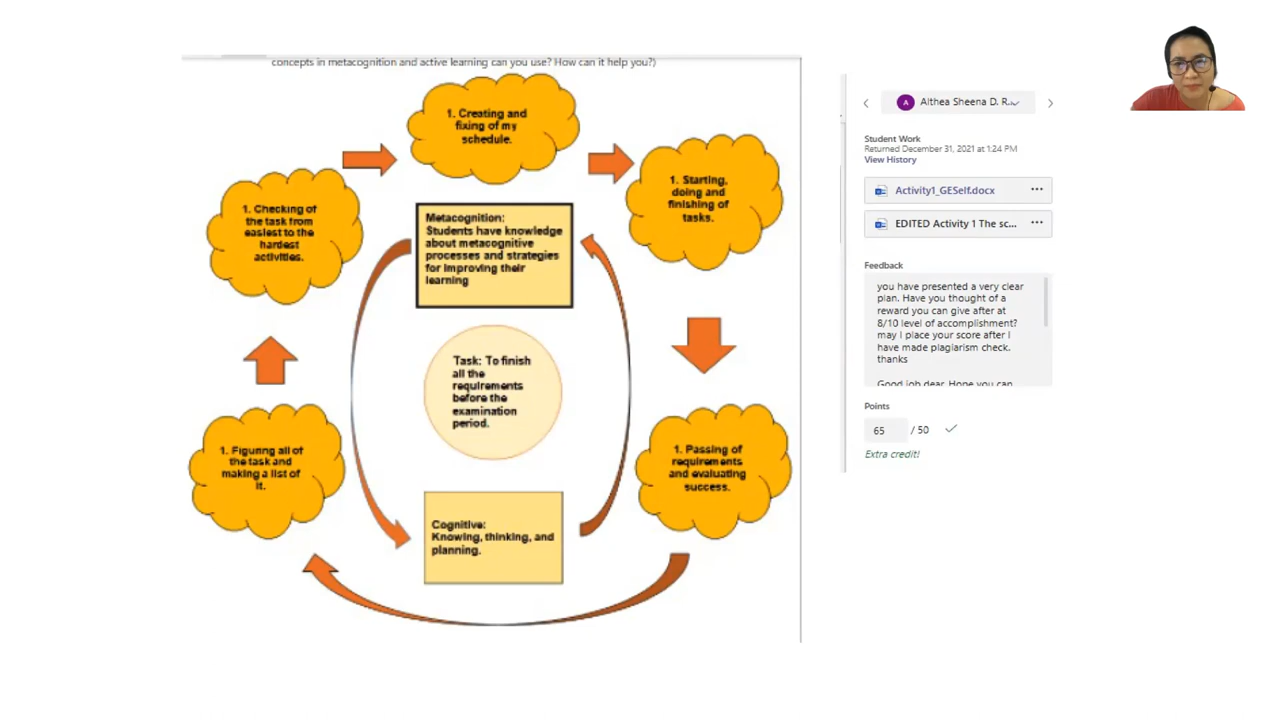 concepts in metacognition and active learning can you use? How can it help you?)
1. Creating and
fixing of my
schedule.
1. Checking of
the task from
easiest to the
hardest
activities.
1. Starting,
doing and
finishing of
tasks.
Metacognition:
Students have knowledge
about metacognitive
processes and strategies
for improving their
learning
Task: To finish
all the
requirements
before the
examination
period.
1. Figuring all of
the task and
making a list of
it.
1. Passing of
requirements
and evaluating
success.
Cognitive:
Knowing, thinking, and
planning.
A
Althea Sheena D. R...
Student Work
Returned December 31, 2021 at 1:24 PM
View History
Activity1_GESelf.docx
EDITED Activity 1 The sc...
Feedback
you have presented a very clear
plan. Have you thought of a
reward you can give after at
8/10 level of accomplishment?
may I place your score after I
have made plagiarism check.
thanks
Good job dear. Hope you can
Points
65 / 50
Extra credit!